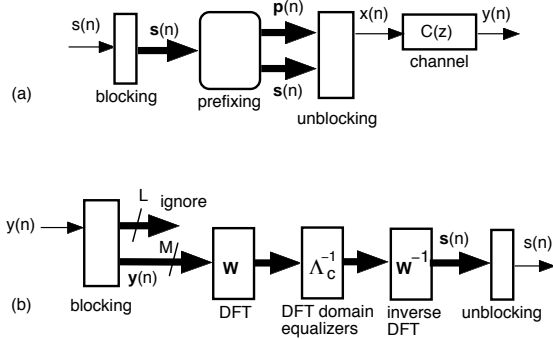 s(n)
s(n)
p(n)
s(n)
x(n)
C(z)
y(n)
blocking
prefixing
unblocking
channel
(a)
y(n)
L
ignore
M
y(n)
W
Λc⁻¹
W⁻¹
s(n)
s(n)
blocking
DFT
DFT domain
equalizers
inverse
DFT
unblocking
(b)